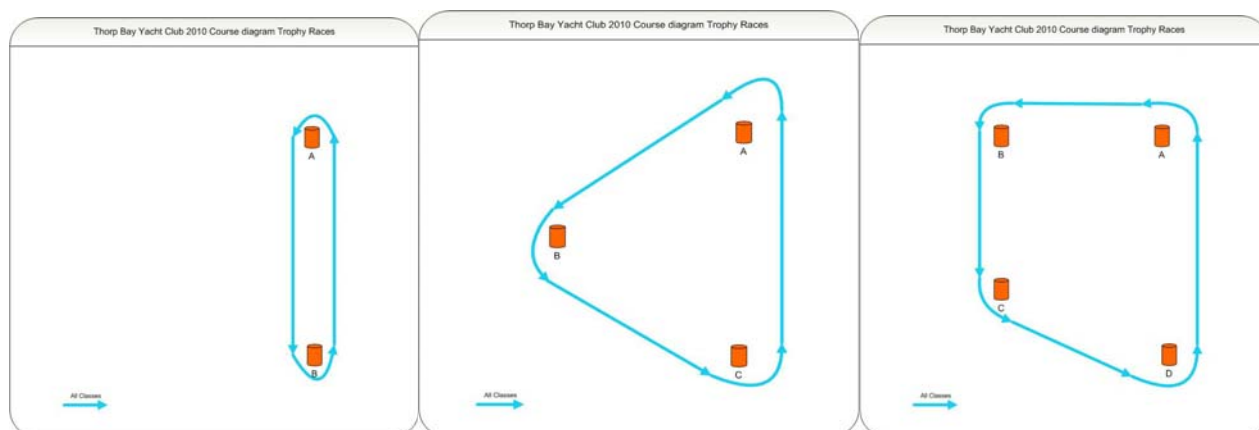 Thorp Bay Yacht Club 2010 Course diagram Trophy Races
A
B
All Classes
Thorp Bay Yacht Club 2010 Course diagram Trophy Races
A
B
C
All Classes
Thorp Bay Yacht Club 2010 Course diagram Trophy Races
B
A
C
D
All Classes